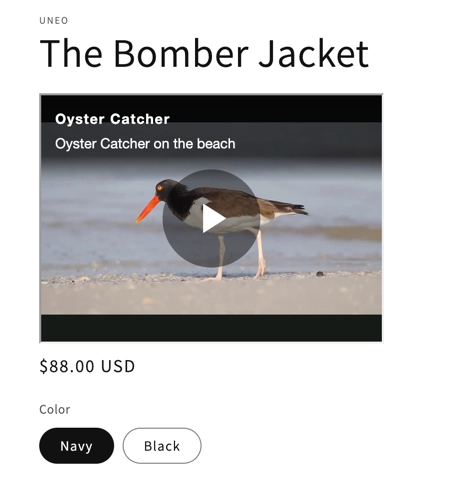 UNEO
The Bomber Jacket
Oyster Catcher
Oyster Catcher on the beach
$88.00 USD
Color
Navy
Black